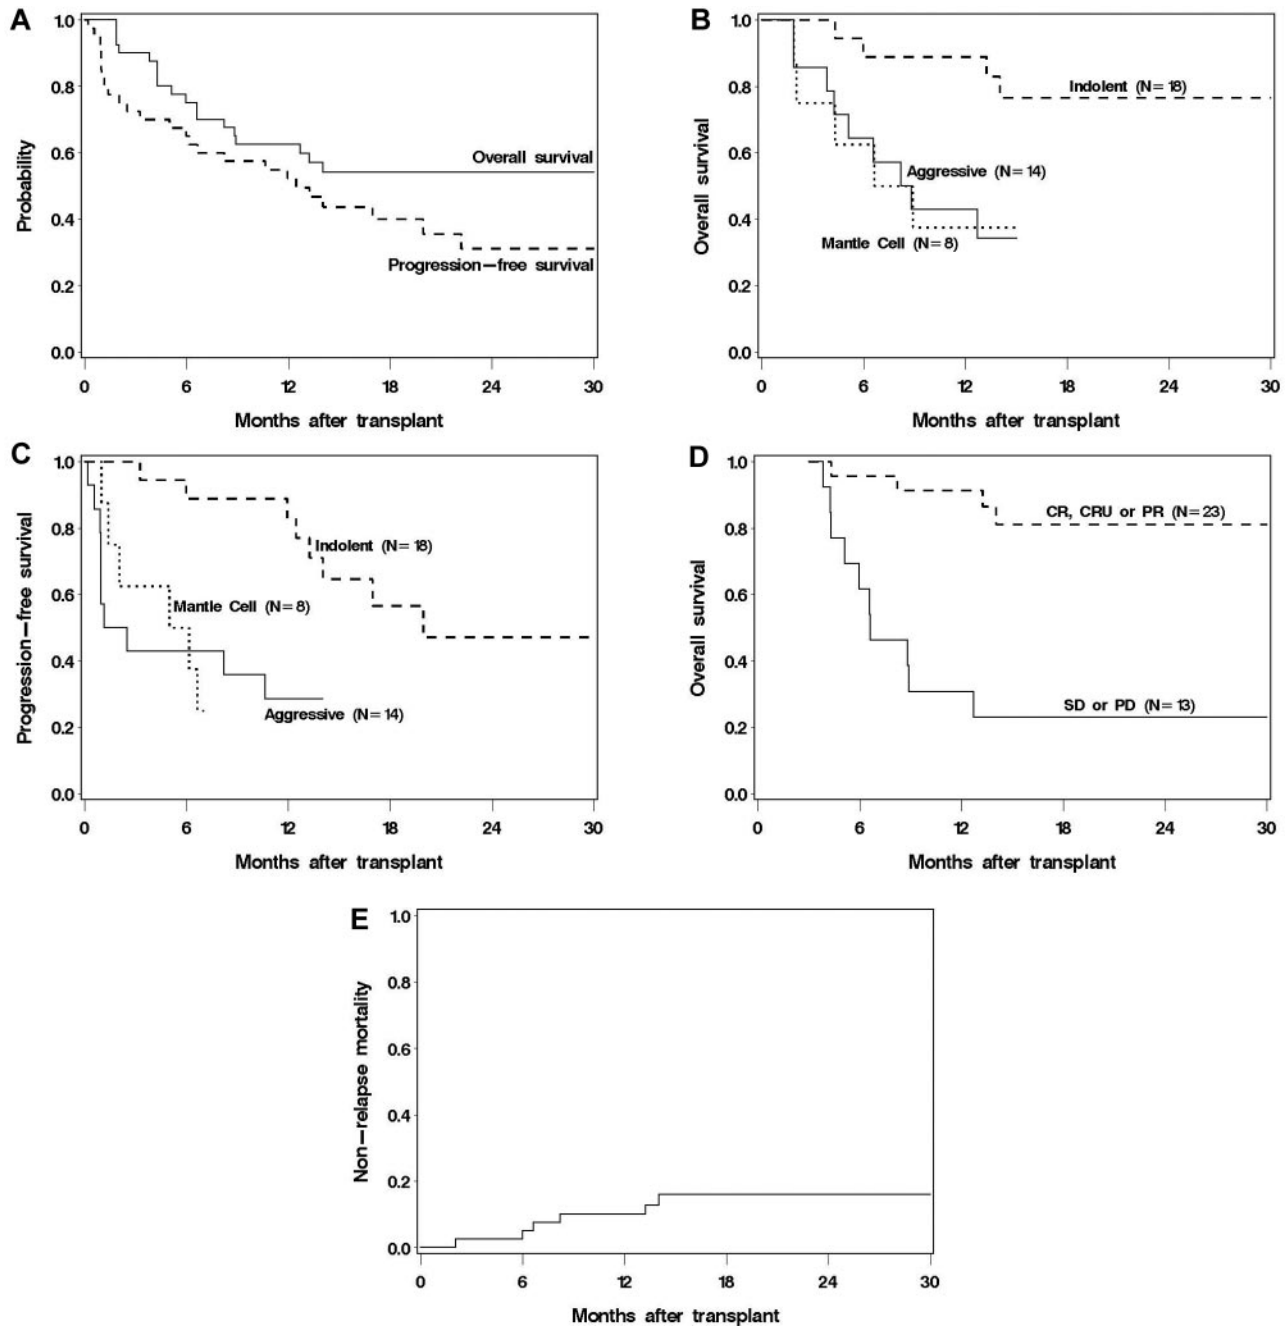 A
1.0
0.8
0.6
0.4
0.2
0.0
Probability
Overall survival
Progression-free survival
0 6 12 18 24 30
Months after transplant
B
1.0
0.8
0.6
0.4
0.2
0.0
Overall survival
Indolent (N=18)
Aggressive (N=14)
Mantle Cell (N=8)
0 6 12 18 24 30
Months after transplant
C
1.0
0.8
0.6
0.4
0.2
0.0
Progression-free survival
Indolent (N=18)
Mantle Cell (N=8)
Aggressive (N=14)
0 6 12 18 24 30
Months after transplant
D
1.0
0.8
0.6
0.4
0.2
0.0
Overall survival
CR, CRU or PR (N=23)
SD or PD (N=13)
0 6 12 18 24 30
Months after transplant
E
1.0
0.8
0.6
0.4
0.2
0.0
Non-relapse mortality
0 6 12 18 24 30
Months after transplant